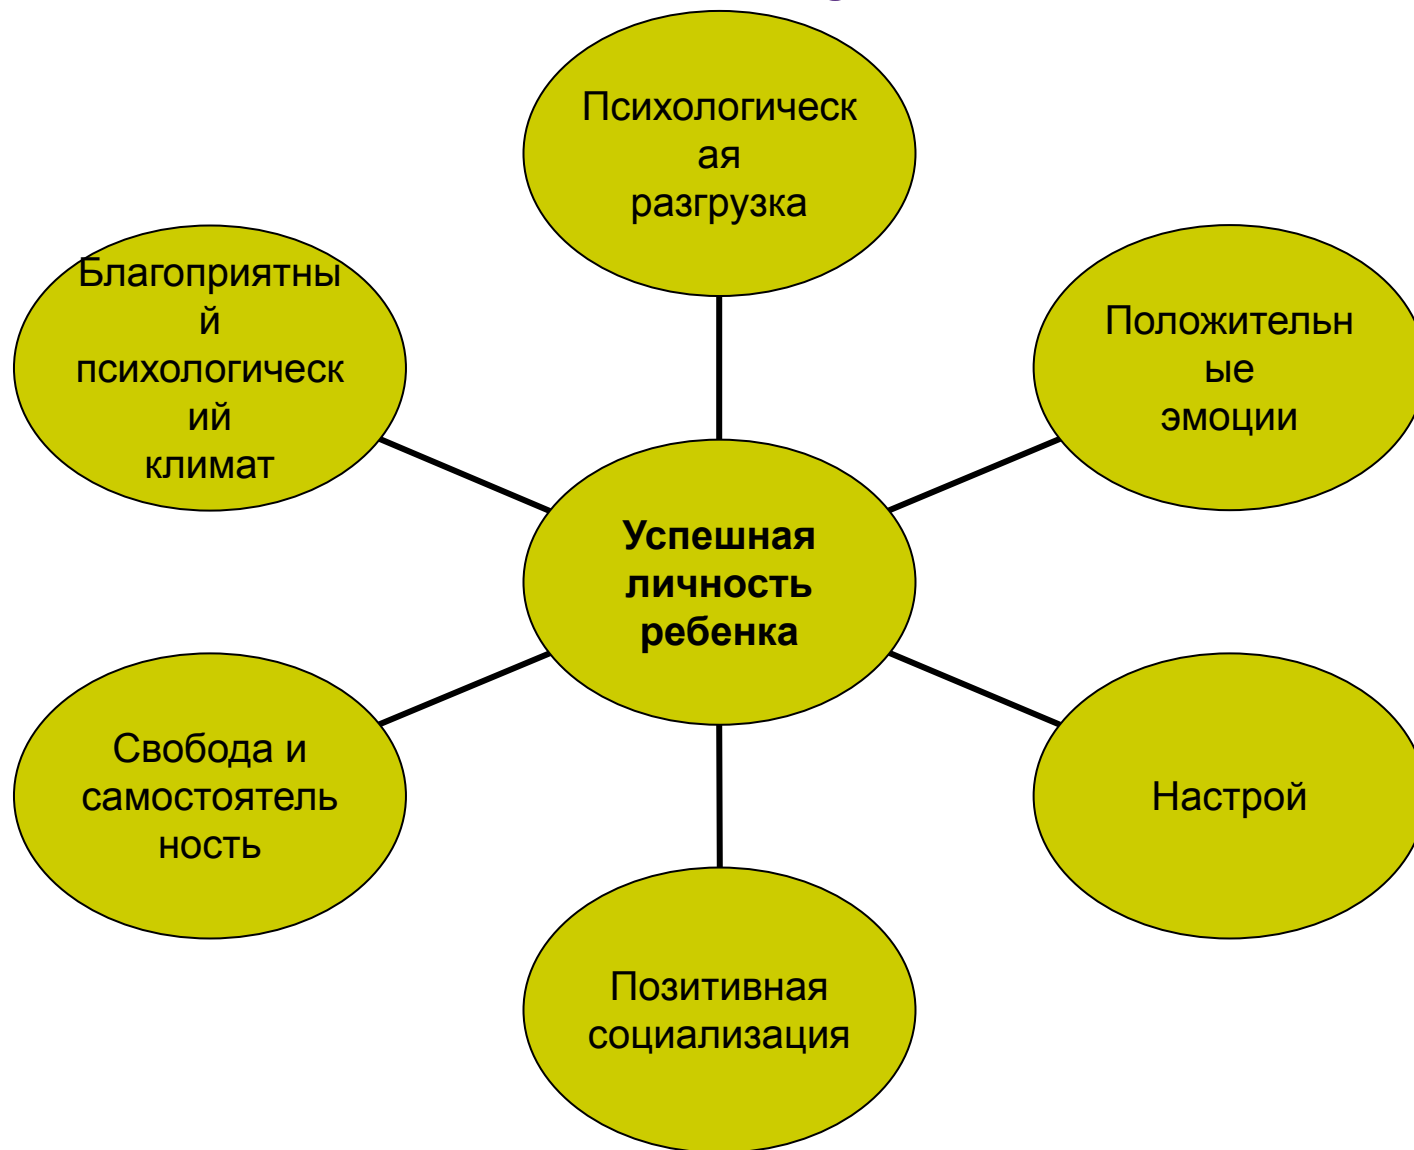 Психологическ
ая
разгрузка
Благоприятны
й
психологическ
ий
климат
Положительн
ые
эмоции
Успешная
личность
ребенка
Свобода и
самостоятель
ность
Настрой
Позитивная
социализация